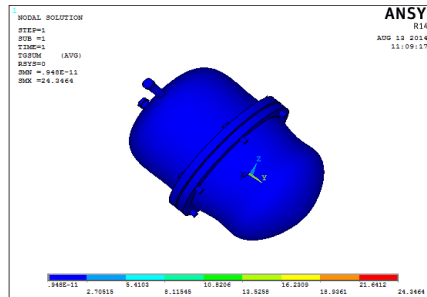 1
NODAL SOLUTION
STEP=1
SUB =1
TIME=1
TGSUM (AVG)
RSYS=0
SMN =.948E-11
SMX =24.3464
ANSY
R14
AUG 13 2014
11:09:17
Z
Y
.948E-11 5.4103 10.8206 16.2309 21.6412
2.70515 8.11545 13.5258 18.9361 24.3464